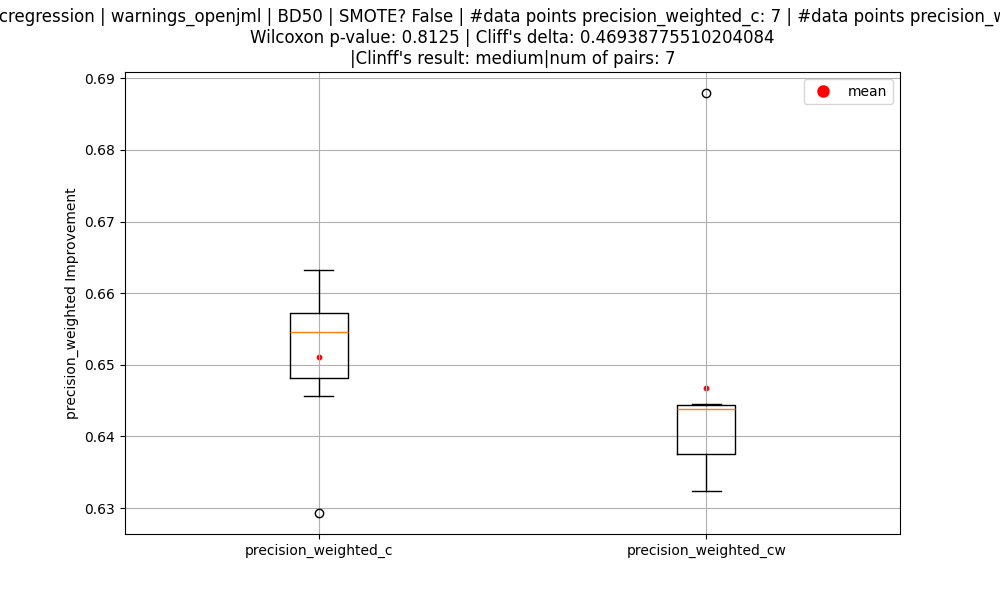 cregression | warnings_openjml | BD50 | SMOTE? False | #data points precision_weighted_c: 7 | #data points precision_w
Wilcoxon p-value: 0.8125 | Cliff's delta: 0.46938775510204084
|Clinff's result: medium|num of pairs: 7
mean
0.69
0.68
0.67
0.66
0.65
0.64
0.63
precision_weighted Improvement
precision_weighted_c
precision_weighted_cw